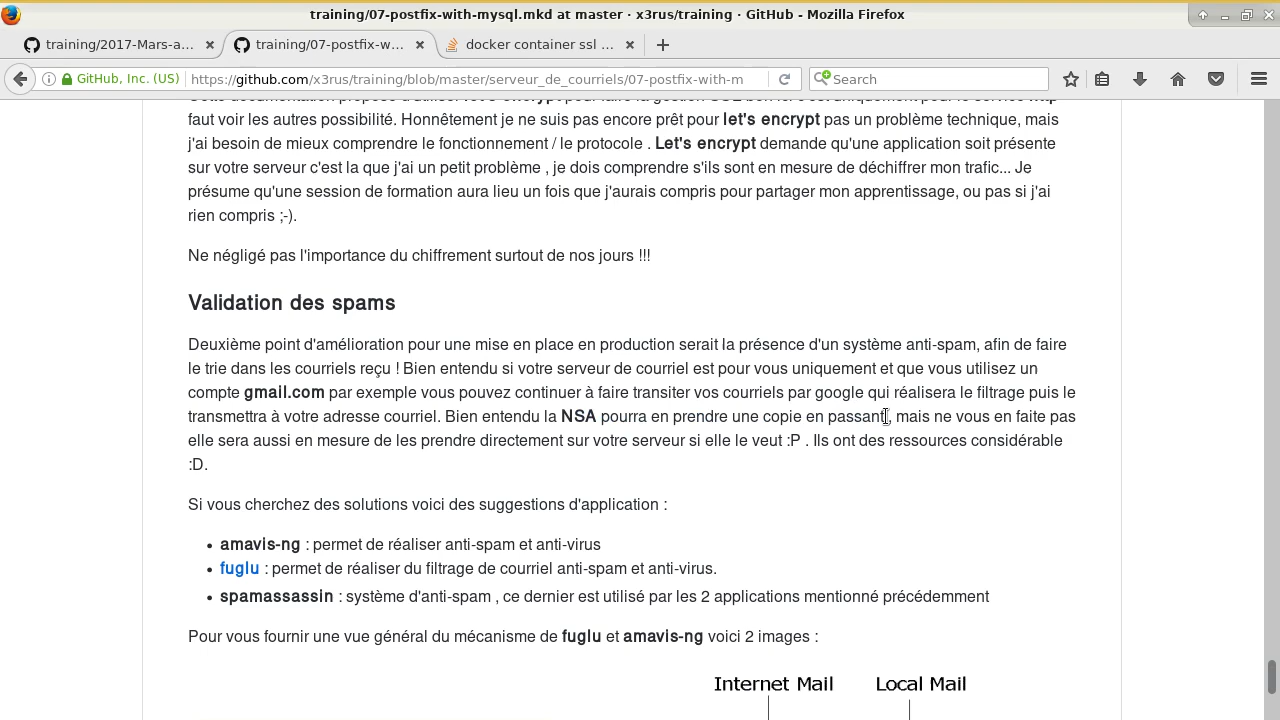 training/07-postfix-with-mysql.mkd at master · x3rus/training · GitHub - Mozilla Firefox
training/2017-Mars-a...
training/07-postfix-w...
docker container ssl ...
GitHub, Inc. (US)
https://github.com/x3rus/training/blob/master/serveur_de_courriels/07-postfix-with-m
Search
faut voir les autres possibilité. Honnêtement je ne suis pas encore prêt pour let's encrypt pas un problème technique, mais
j'ai besoin de mieux comprendre le fonctionnement / le protocole . Let's encrypt demande qu'une application soit présente
sur votre serveur c'est la que j'ai un petit problème , je dois comprendre s'ils sont en mesure de déchiffrer mon trafic... Je
présume qu'une session de formation aura lieu un fois que j'aurais compris pour partager mon apprentissage, ou pas si j'ai
rien compris ;-).
Ne négligé pas l'importance du chiffrement surtout de nos jours !!!
Validation des spams
Deuxième point d'amélioration pour une mise en place en production serait la présence d'un système anti-spam, afin de faire
le trie dans les courriels reçu ! Bien entendu si votre serveur de courriel est pour vous uniquement et que vous utilisez un
compte gmail.com par exemple vous pouvez continuer à faire transiter vos courriels par google qui réalisera le filtrage puis le
transmettra à votre adresse courriel. Bien entendu la NSA pourra en prendre une copie en passant, mais ne vous en faite pas
elle sera aussi en mesure de les prendre directement sur votre serveur si elle le veut :P . Ils ont des ressources considérable
:D.
Si vous cherchez des solutions voici des suggestions d'application :
• amavis-ng : permet de réaliser anti-spam et anti-virus
• fuglu : permet de réaliser du filtrage de courriel anti-spam et anti-virus.
• spamassassin : système d'anti-spam , ce dernier est utilisé par les 2 applications mentionné précédemment
Pour vous fournir une vue général du mécanisme de fuglu et amavis-ng voici 2 images :
Internet Mail
Local Mail